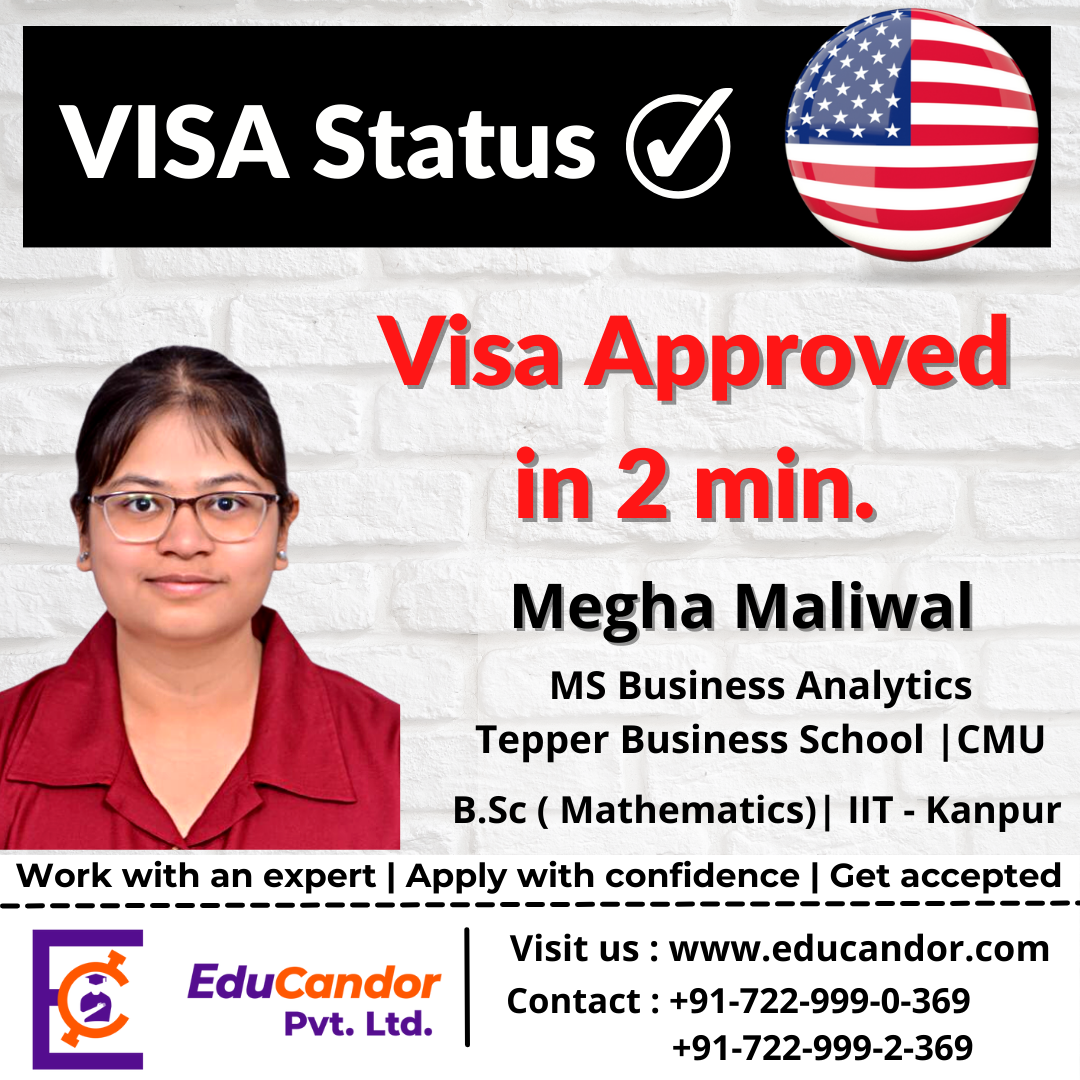 VISA Status
Visa Approved
in 2 min.
Megha Maliwal
MS Business Analytics
Tepper Business School |CMU
B.Sc ( Mathematics)| IIT - Kanpur
Work with an expert | Apply with confidence | Get accepted
EduCandor
Pvt. Ltd.
Visit us : www.educandor.com
Contact : +91-722-999-0-369
+91-722-999-2-369